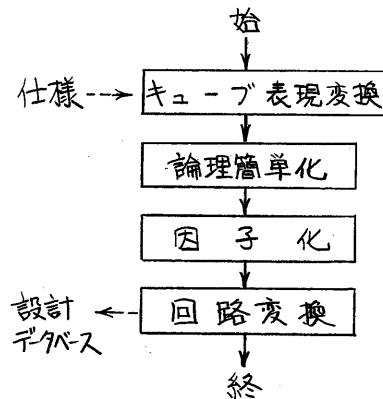 始
仕様
キューブ表現変換
論理簡単化
因子化
回路変換
設計
データベース
終